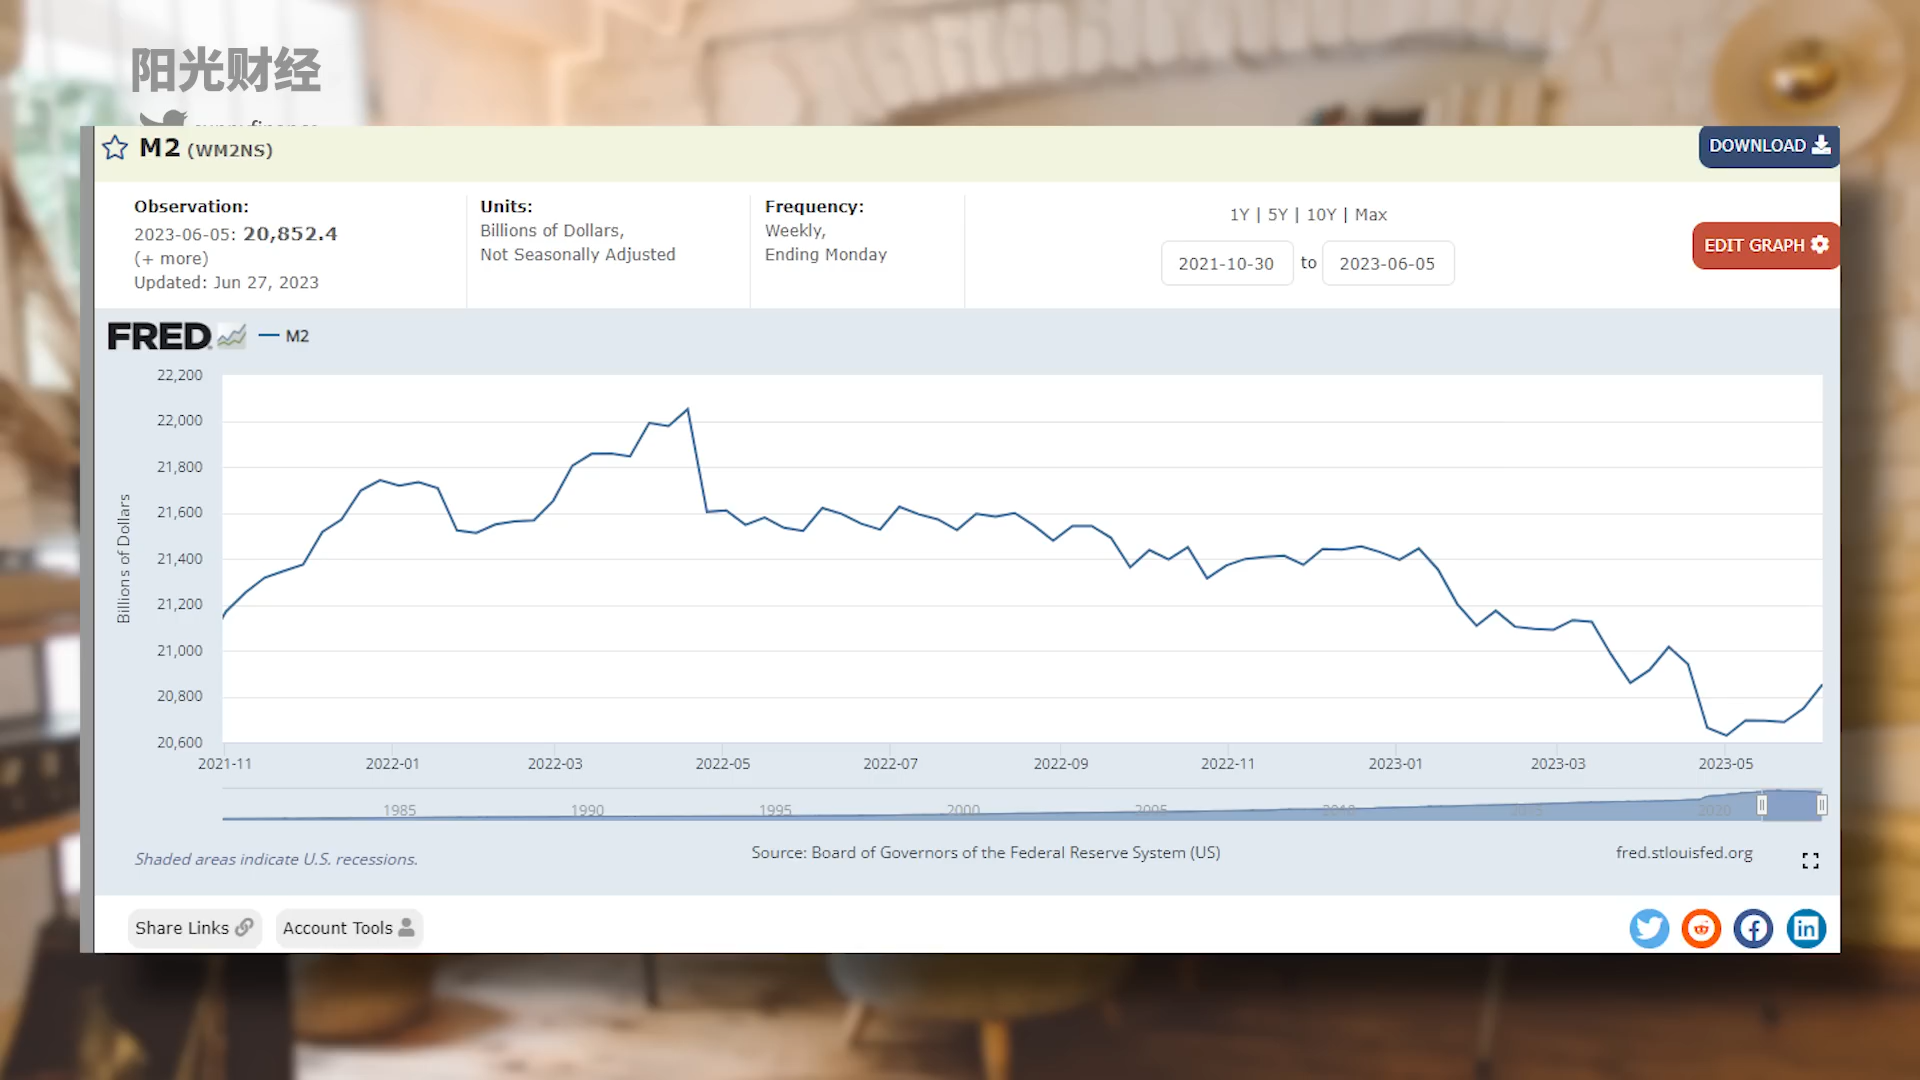 阳光财经
M2 (WM2NS)
DOWNLOAD
Observation:
2023-06-05: 20,852.4
(+ more)
Updated: Jun 27, 2023
Units:
Billions of Dollars,
Not Seasonally Adjusted
Frequency:
Weekly,
Ending Monday
1Y | 5Y | 10Y | Max
2021-10-30 to 2023-06-05
EDIT GRAPH
FRED
M2
22,200
22,000
21,800
21,600
21,400
21,200
21,000
20,800
20,600
Billions of Dollars
2021-11 2022-01 2022-03 2022-05 2022-07 2022-09 2022-11 2023-01 2023-03 2023-05
1985 1990 1995 2000 2005 2010 2015 2020
Shaded areas indicate U.S. recessions.
Source: Board of Governors of the Federal Reserve System (US)
fred.stlouisfed.org
Share Links
Account Tools